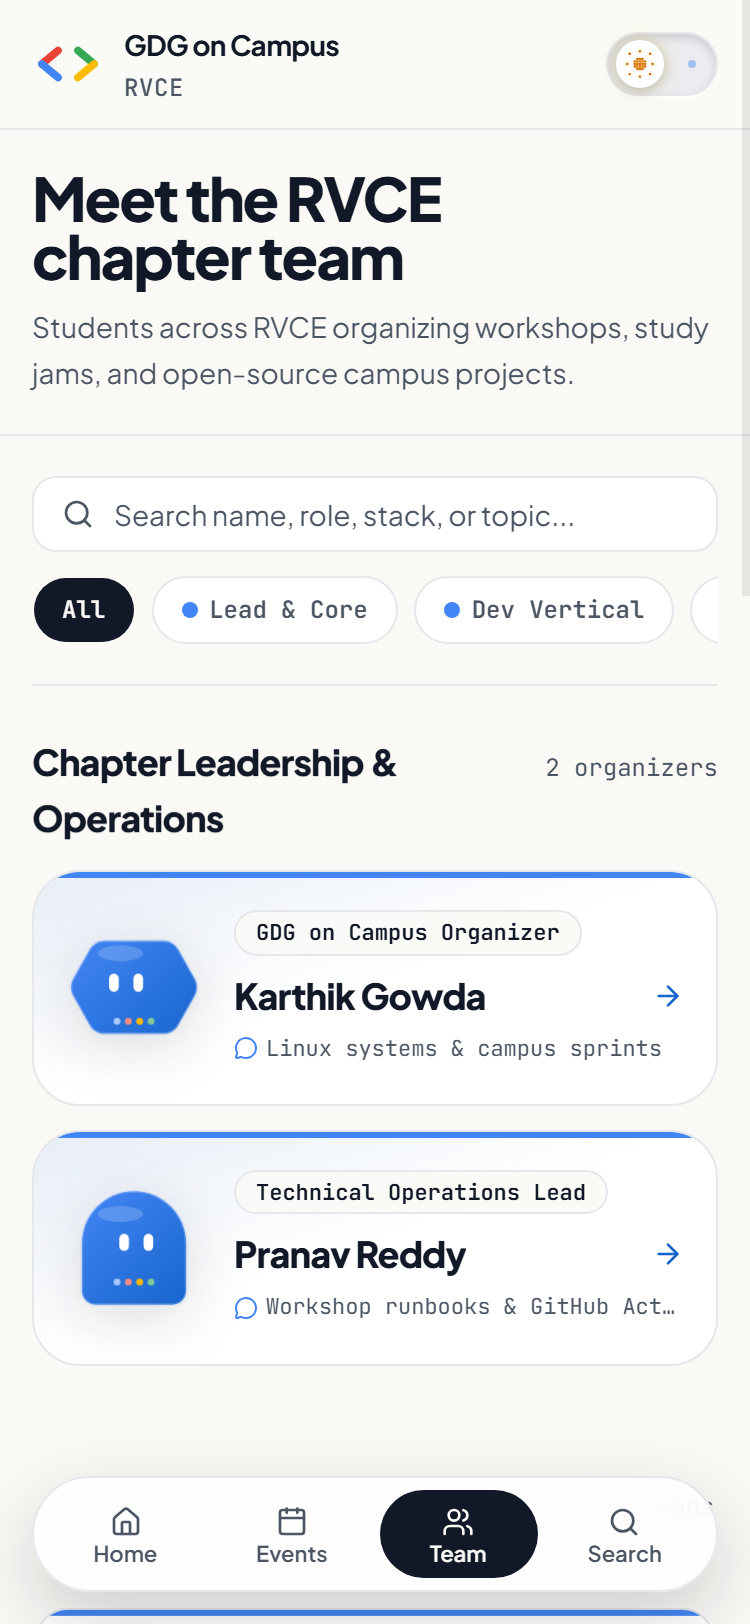 GDG on Campus
RVCE
Meet the RVCE
chapter team
Students across RVCE organizing workshops, study
jams, and open-source campus projects.
Search name, role, stack, or topic...
All
Lead & Core
Dev Vertical
Chapter Leadership &
Operations
2 organizers
GDG on Campus Organizer
Karthik Gowda
Linux systems & campus sprints
Technical Operations Lead
Pranav Reddy
Workshop runbooks & GitHub Act…
Home
Events
Team
Search